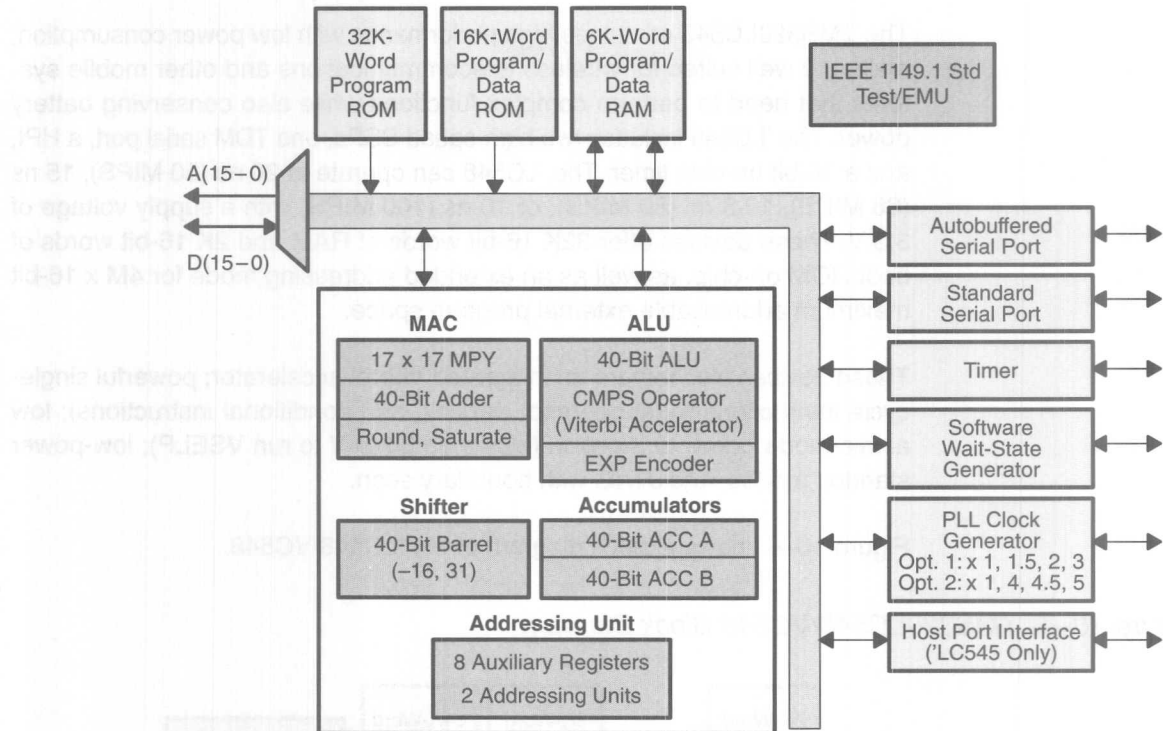 32K-
Word
Program
ROM
16K-Word
Program/
Data
ROM
6K-Word
Program/
Data
RAM
IEEE 1149.1 Std
Test/EMU
A(15–0)
D(15–0)
MAC
17 x 17 MPY
40-Bit Adder
Round, Saturate
ALU
40-Bit ALU
CMPS Operator
(Viterbi Accelerator)
EXP Encoder
Shifter
40-Bit Barrel
(–16, 31)
Accumulators
40-Bit ACC A
40-Bit ACC B
Addressing Unit
8 Auxiliary Registers
2 Addressing Units
Autobuffered
Serial Port
Standard
Serial Port
Timer
Software
Wait-State
Generator
PLL Clock
Generator
Opt. 1: x 1, 1.5, 2, 3
Opt. 2: x 1, 4, 4.5, 5
Host Port Interface
('LC545 Only)